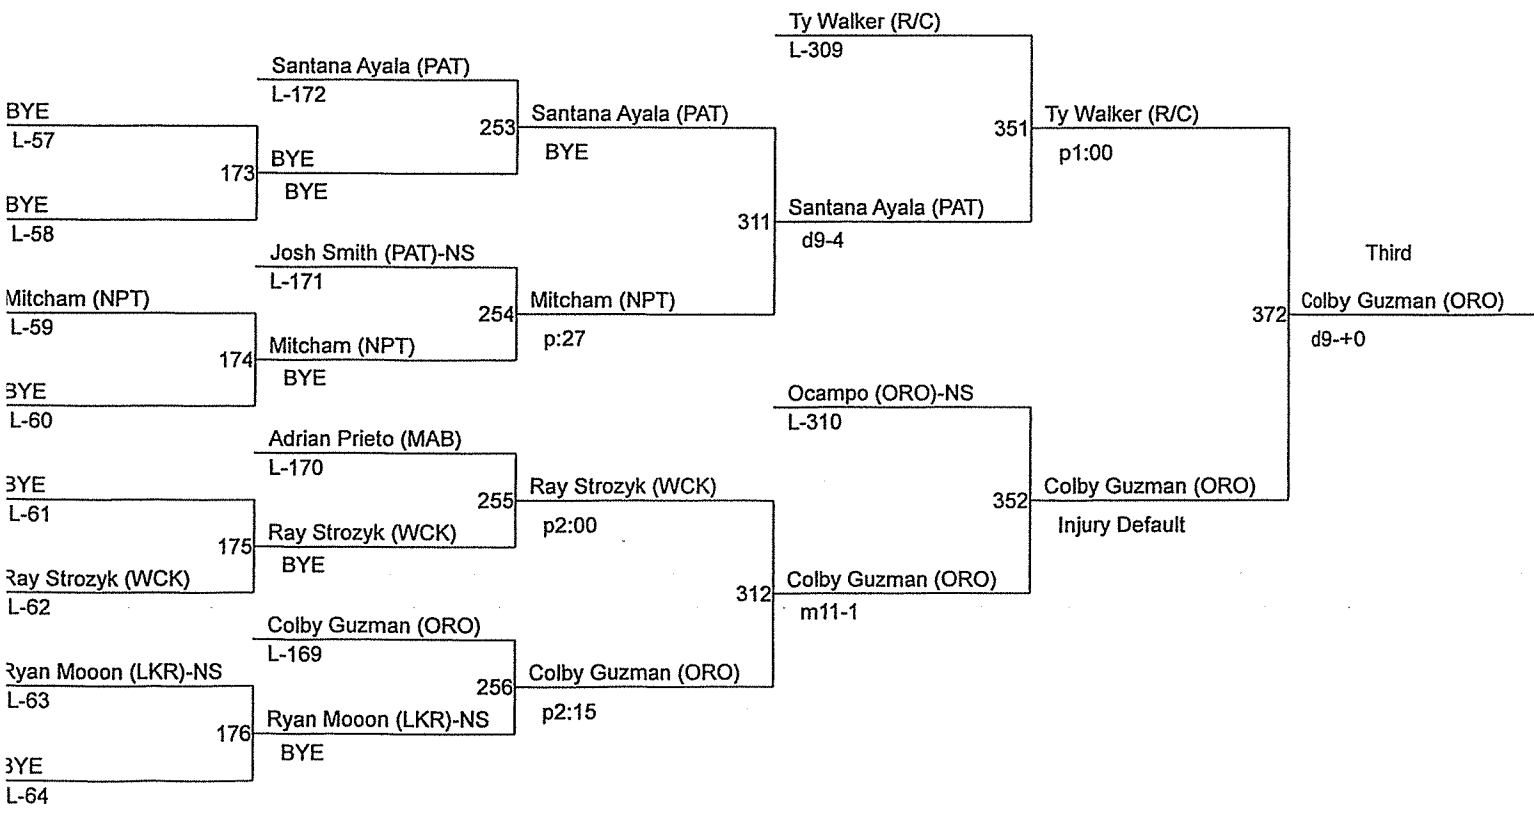 Ty Walker (R/C)
L-309
Santana Ayala (PAT)
L-172
BYE
L-57
253
Santana Ayala (PAT)
BYE
351
Ty Walker (R/C)
p1:00
173
BYE
BYE
BYE
L-58
311
Santana Ayala (PAT)
d9-4
Josh Smith (PAT)-NS
L-171
Third
Mitcham (NPT)
L-59
254
Mitcham (NPT)
p:27
372
Colby Guzman (ORO)
d9-+0
174
Mitcham (NPT)
BYE
BYE
L-60
Ocampo (ORO)-NS
L-310
Adrian Prieto (MAB)
L-170
BYE
L-61
255
Ray Strozyk (WCK)
p2:00
352
Colby Guzman (ORO)
Injury Default
175
Ray Strozyk (WCK)
BYE
Ray Strozyk (WCK)
L-62
312
Colby Guzman (ORO)
m11-1
Colby Guzman (ORO)
L-169
Ryan Mooon (LKR)-NS
L-63
256
Colby Guzman (ORO)
p2:15
176
Ryan Mooon (LKR)-NS
BYE
BYE
L-64